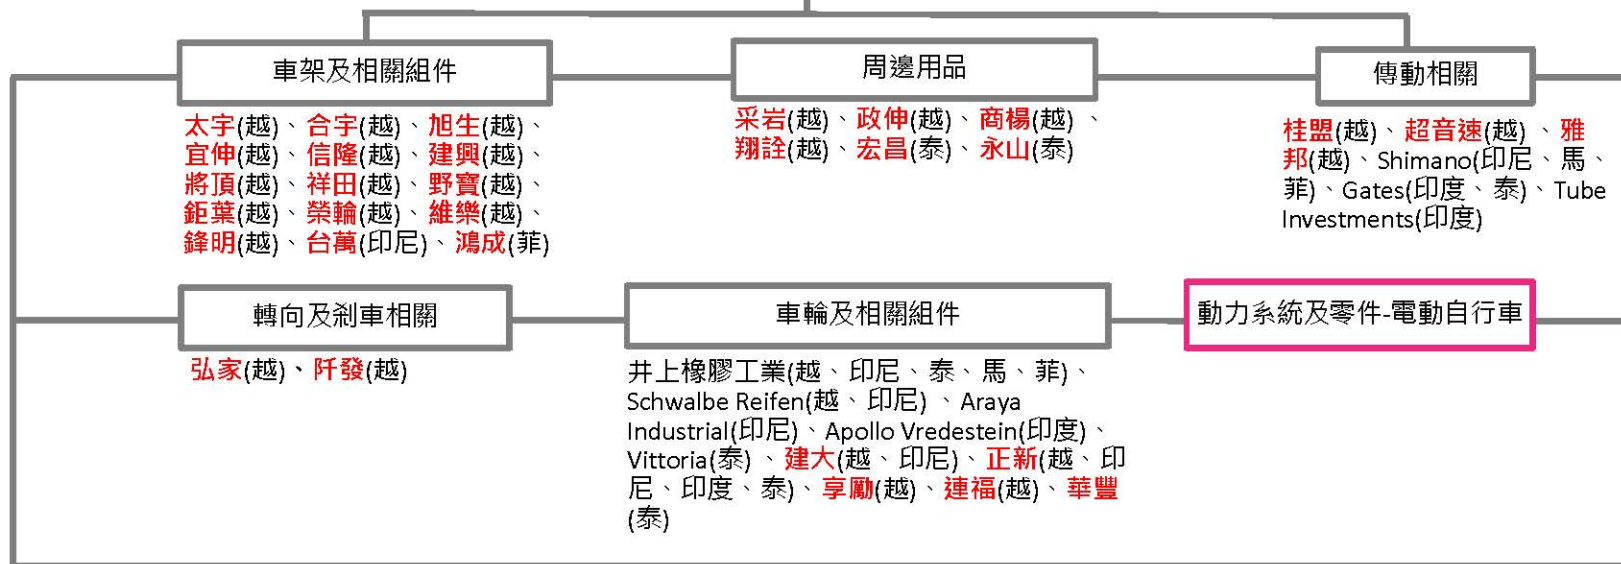 車架及相關組件
太宇(越)、合宇(越)、旭生(越)、
宜伸(越)、信隆(越)、建興(越)、
將頂(越)、祥田(越)、野寶(越)、
鉅葉(越)、榮輪(越)、維樂(越)、
鋒明(越)、台萬(印尼)、鴻成(菲)
周邊用品
采岩(越)、政伸(越)、商楊(越)、
翔詮(越)、宏昌(泰)、永山(泰)
傳動相關
桂盟(越)、超音速(越)、雅
邦(越)、Shimano(印尼、馬、
菲)、Gates(印度、泰)、Tube
Investments(印度)
轉向及剎車相關
弘家(越)、阡發(越)
車輪及相關組件
井上橡膠工業(越、印尼、泰、馬、菲)、
Schwalbe Reifen(越、印尼)、Araya
Industrial(印尼)、Apollo Vredestein(印度)、
Vittoria(泰)、建大(越、印尼)、正新(越、印
尼、印度、泰)、享勵(越)、連福(越)、華豐
(泰)
動力系統及零件-電動自行車